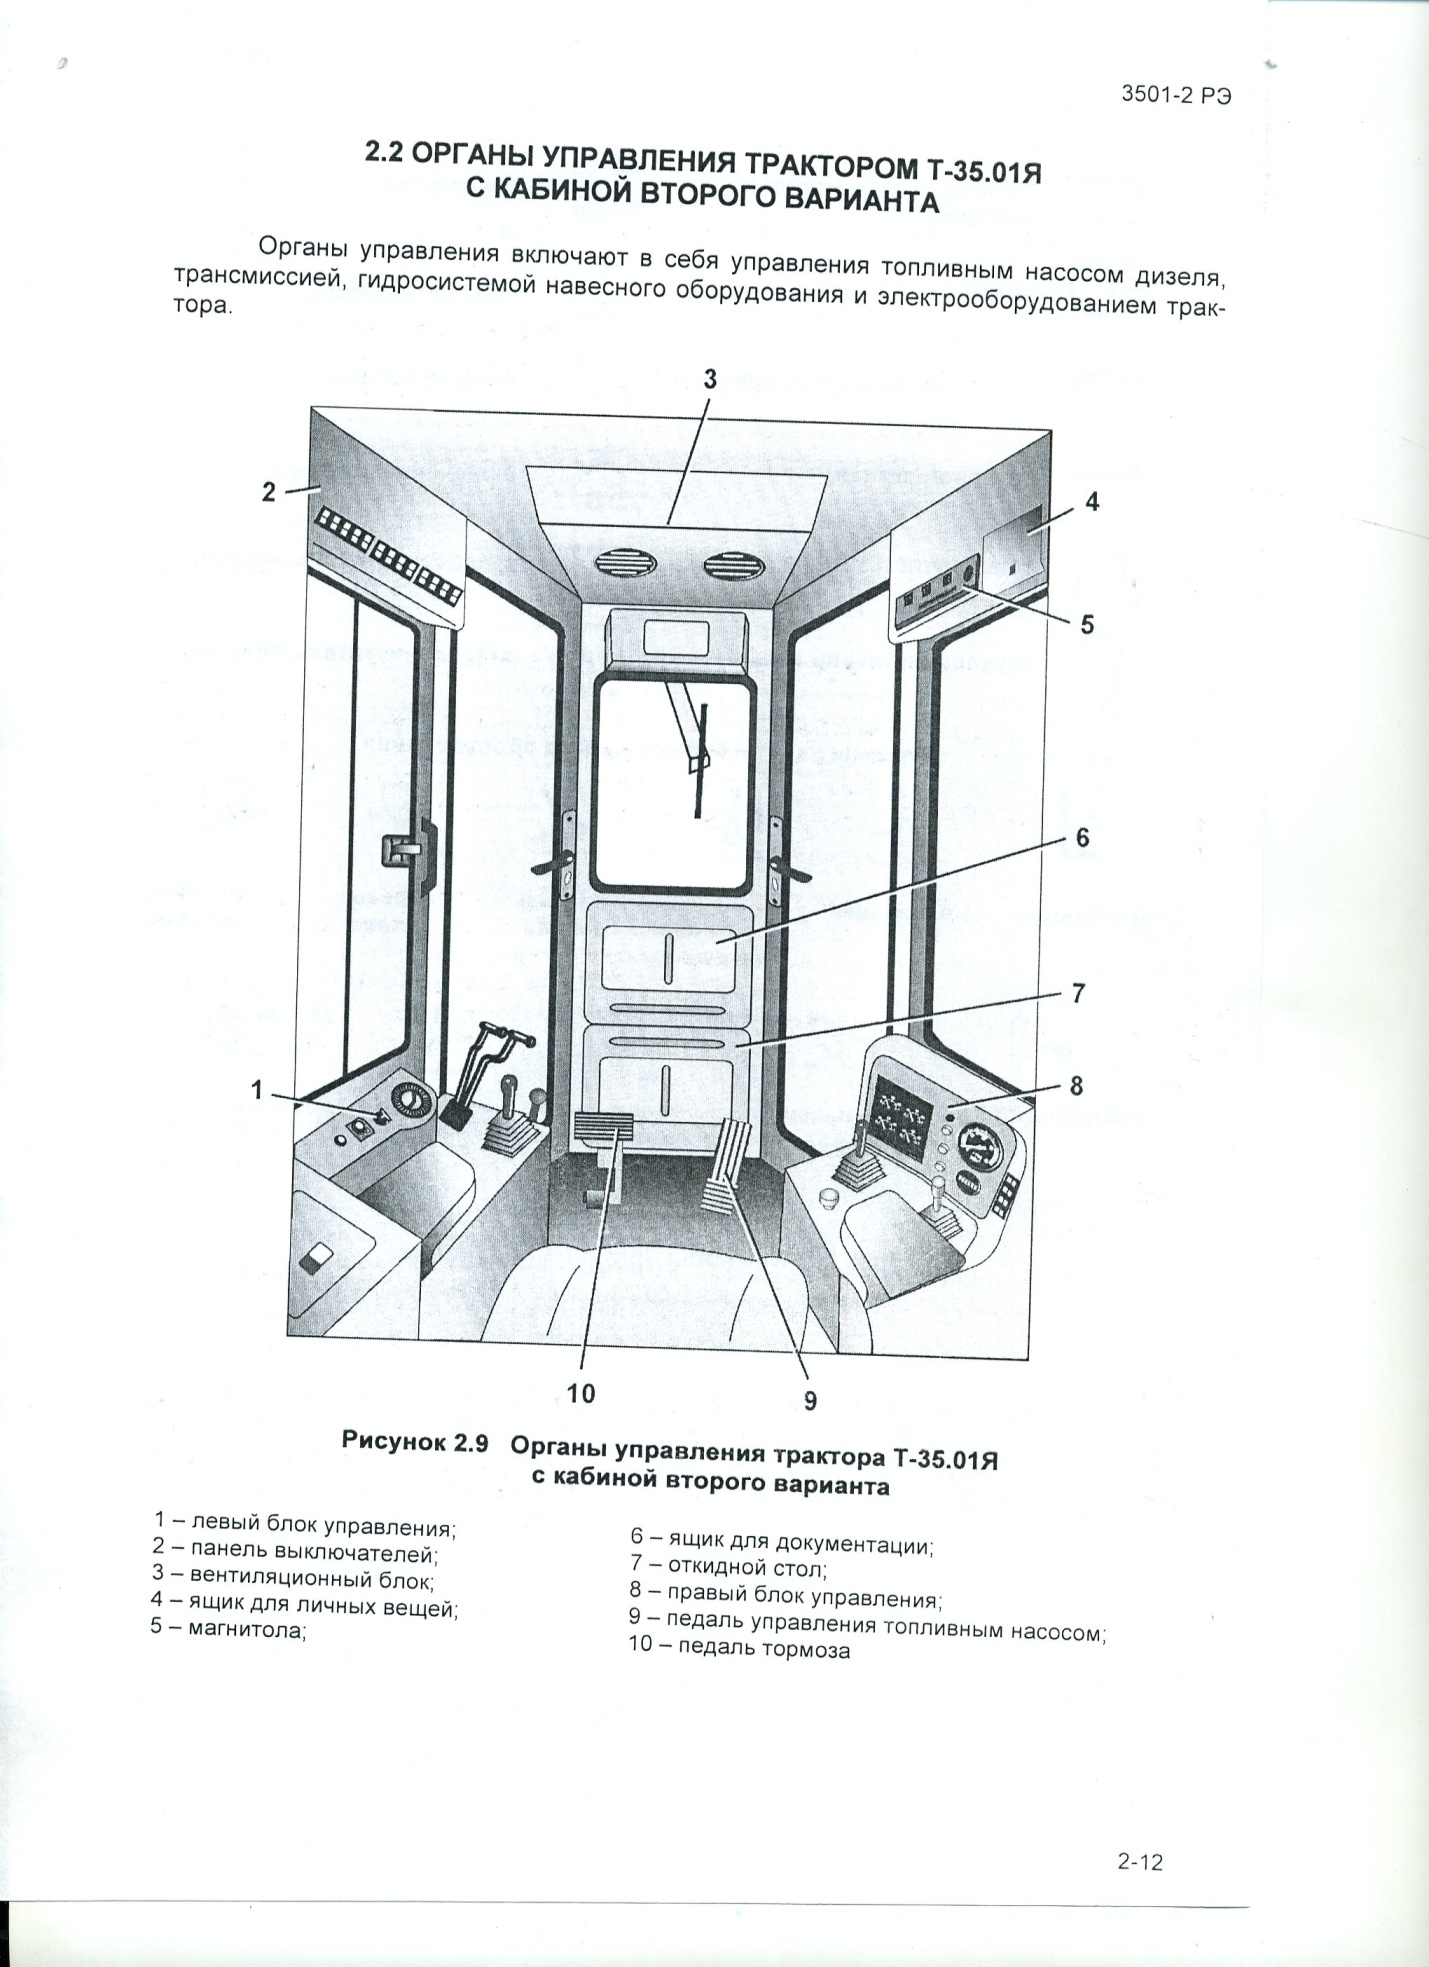 3501-2 РЭ
2.2 ОРГАНЫ УПРАВЛЕНИЯ ТРАКТОРОМ Т-35.01Я
С КАБИНОЙ ВТОРОГО ВАРИАНТА
Органы управления включают в себя управления топливным насосом дизеля,
трансмиссией, гидросистемой навесного оборудования и электрооборудованием трак-
тора.
3
2
4
5
6
7
1
8
10
9
Рисунок 2.9 Органы управления трактора Т-35.01Я
с кабиной второго варианта
1 – левый блок управления;
2 – панель выключателей;
3 – вентиляционный блок;
4 – ящик для личных вещей;
5 – магнитола;
6 – ящик для документации;
7 – откидной стол;
8 – правый блок управления;
9 – педаль управления топливным насосом;
10 – педаль тормоза
2-12